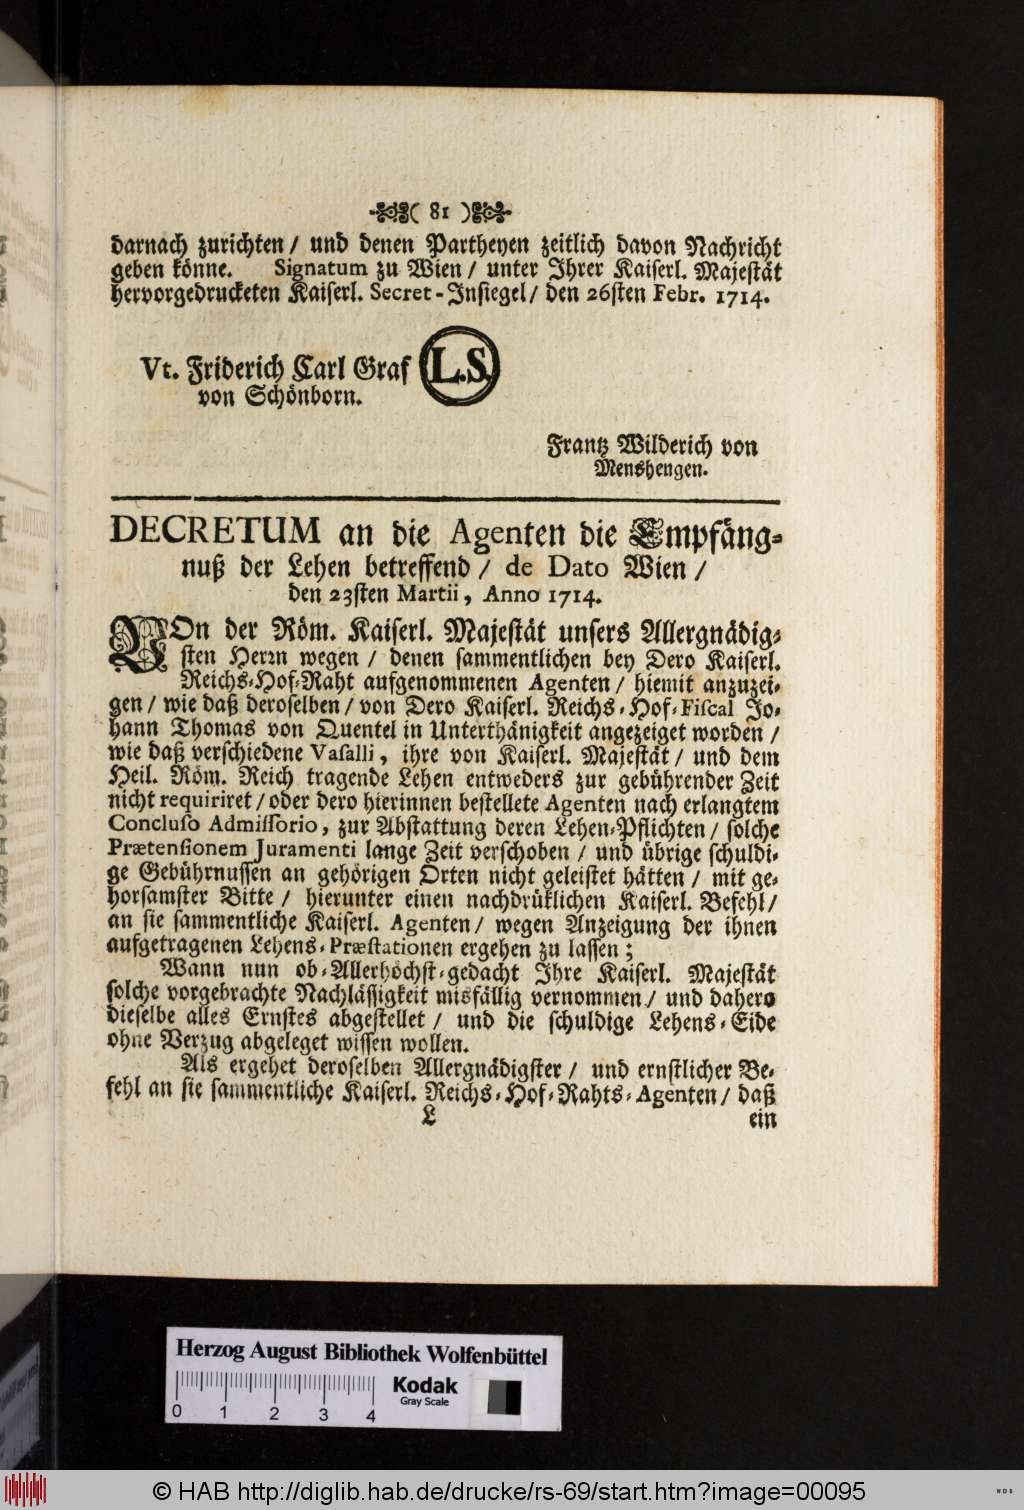 ( 81 )
darnach zurichten / und denen Partheyen zeitlich davon Nachricht
geben könne. Signatum zu Wien / unter Ihrer Kaiserl. Majestät
hervorgedrucketen Kaiserl. Secret-Insiegel / den 26sten Febr. 1714.
Vt. Friderich Carl Graf
von Schönborn.
L.S.
Frantz Wilderich von
Menshengen.
DECRETUM an die Agenten die Empfäng-
nuß der Lehen betreffend / de Dato Wien /
den 23sten Martii, Anno 1714.
VOn der Röm. Kaiserl. Majestät unsers Allergnädig-
sten Herrn wegen / denen sammentlichen bey Dero Kaiserl.
Reichs-Hof-Raht aufgenommenen Agenten / hiemit anzuzei-
gen / wie daß deroselben / von Dero Kaiserl. Reichs-Hof-Fiscal Jo-
hann Thomas von Quentel in Unterthänigkeit angezeiget worden /
wie daß verschiedene Vasalli, ihre von Kaiserl. Majestät / und dem
Heil. Röm. Reich tragende Lehen entweders zur gebührender Zeit
nicht requiriret / oder dero hierinnen bestellete Agenten nach erlangtem
Concluso Admissorio, zur Abstattung deren Lehen-Pflichten / solche
Prætensionem Juramenti lange Zeit verschoben / und übrige schuldi-
ge Gebührnussen an gehörigen Orten nicht geleistet hätten / mit ge-
horsamster Bitte / hierunter einen nachdrüklichen Kaiserl. Befehl /
an sie sammentliche Kaiserl. Agenten / wegen Anzeigung der ihnen
aufgetragenen Lehens-Præstationen ergehen zu lassen;
Wann nun ob-Allerhöchst-gedacht Ihre Kaiserl. Majestät
solche vorgebrachte Nachlässigkeit misfällig vernommen / und dahero
dieselbe alles Ernstes abgestellet / und die schuldige Lehens-Eide
ohne Verzug abgeleget wissen wollen.
Als ergehet deroselben Allergnädigster / und ernstlicher Be-
fehl an sie sammentliche Kaiserl. Reichs-Hof-Rahts-Agenten / daß
L ein
Herzog August Bibliothek Wolfenbüttel
0 1 2 3 4
Kodak
Gray Scale
© HAB http://diglib.hab.de/drucke/rs-69/start.htm?image=00095